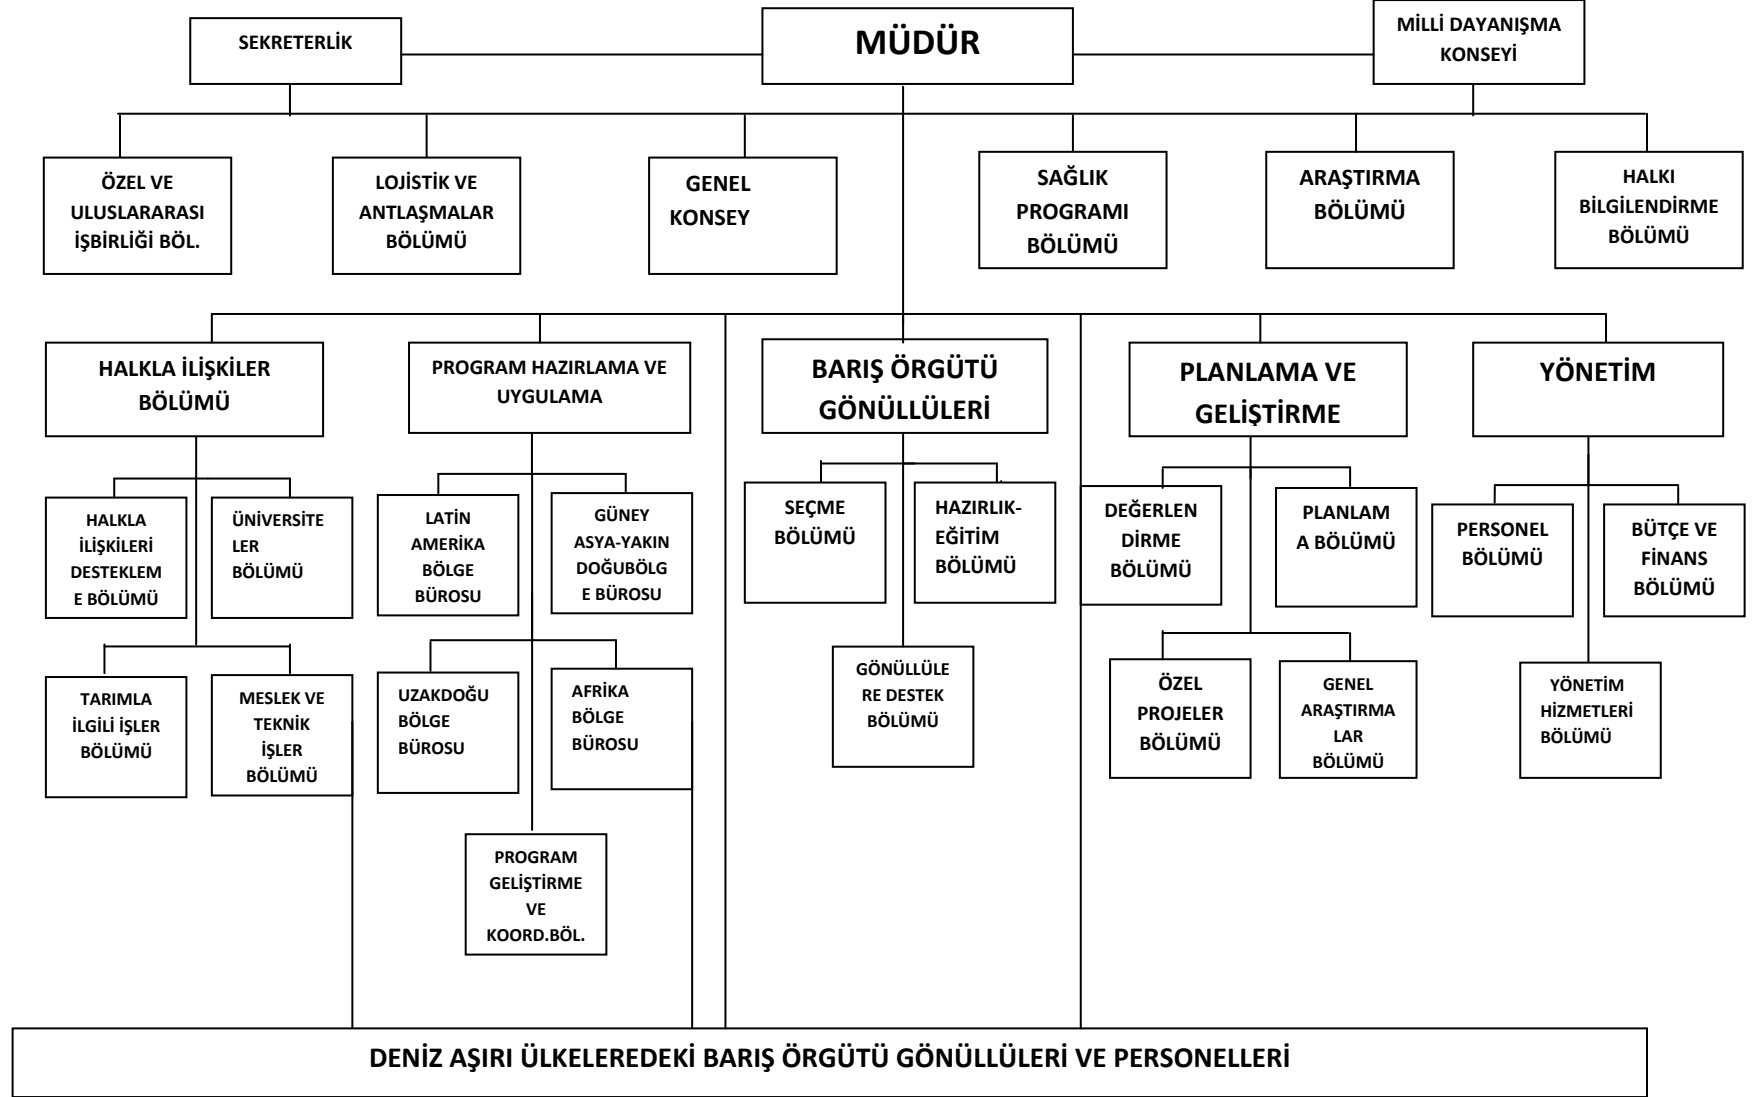 SEKRETERLİK
MÜDÜR
MİLLİ DAYANIŞMA
KONSEYİ
ÖZEL VE
ULUSLARARASI
İŞBİRLİĞİ BÖL.
LOJİSTİK VE
ANTLAŞMALAR
BÖLÜMÜ
GENEL
KONSEY
SAĞLIK
PROGRAMI
BÖLÜMÜ
ARAŞTIRMA
BÖLÜMÜ
HALKI
BİLGİLENDİRME
BÖLÜMÜ
HALKLA İLİŞKİLER
BÖLÜMÜ
PROGRAM HAZIRLAMA VE
UYGULAMA
BARIŞ ÖRGÜTÜ
GÖNÜLLÜLERİ
PLANLAMA VE
GELİŞTİRME
YÖNETİM
HALKLA
İLİŞKİLERİ
DESTEKLEM
E BÖLÜMÜ
ÜNİVERSİTE
LER
BÖLÜMÜ
LATİN
AMERİKA
BÖLGE
BÜROSU
GÜNEY
ASYA-YAKIN
DOĞUBÖLG
E BÜROSU
SEÇME
BÖLÜMÜ
HAZIRLIK-
EĞİTİM
BÖLÜMÜ
DEĞERLEN
DİRME
BÖLÜMÜ
PLANLAM
A BÖLÜMÜ
PERSONEL
BÖLÜMÜ
BÜTÇE VE
FİNANS
BÖLÜMÜ
TARIMLA
İLGİLİ İŞLER
BÖLÜMÜ
MESLEK VE
TEKNİK
İŞLER
BÖLÜMÜ
UZAKDOĞU
BÖLGE
BÜROSU
AFRİKA
BÖLGE
BÜROSU
GÖNÜLLÜLE
RE DESTEK
BÖLÜMÜ
ÖZEL
PROJELER
BÖLÜMÜ
GENEL
ARAŞTIRMA
LAR
BÖLÜMÜ
YÖNETİM
HİZMETLERİ
BÖLÜMÜ
PROGRAM
GELİŞTİRME
VE
KOORD.BÖL.
DENİZ AŞIRI ÜLKELEREDEKİ BARIŞ ÖRGÜTÜ GÖNÜLLÜLERİ VE PERSONELLERİ